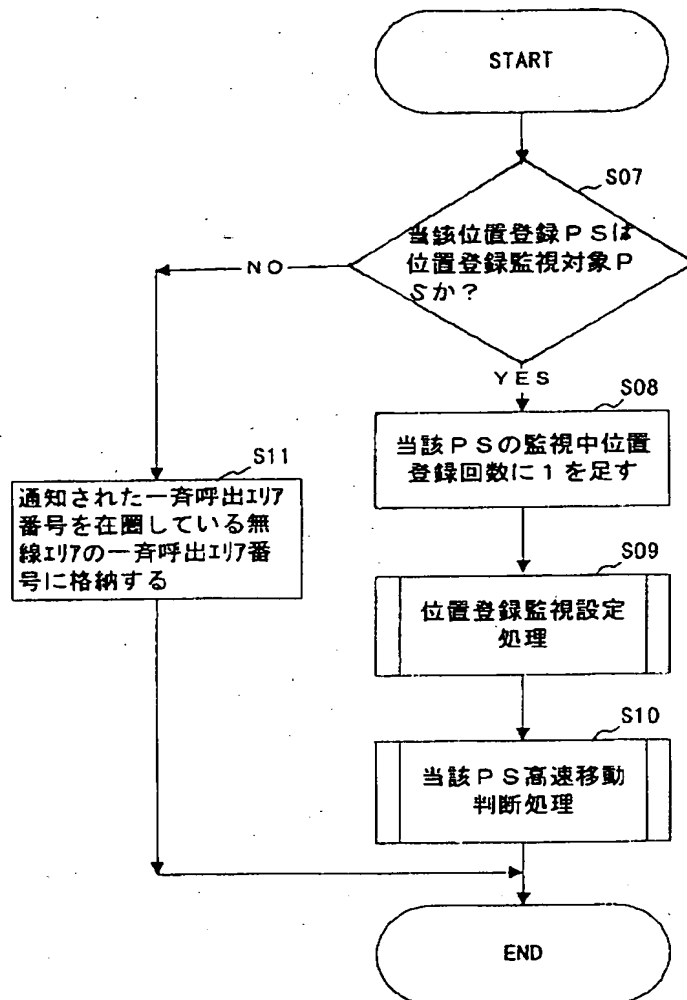 START
S07
当該位置登録PSは
位置登録監視対象P
Sか？
NO
YES
S08
当該PSの監視中位置
登録回数に1を足す
S11
通知された一斉呼出エリア
番号を在圏している無
線エリアの一斉呼出エリア番
号に格納する
S09
位置登録監視設定
処理
S10
当該PS高速移動
判断処理
END